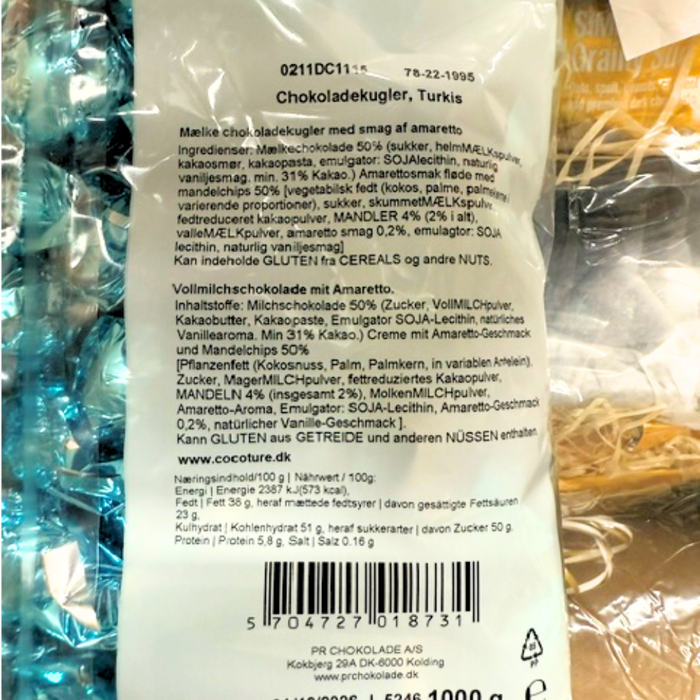 0211DC1115 78-22-1995
Chokoladekugler, Turkis
Mælke chokoladekugler med smag af amaretto
Ingredienser: Mælkechokolade 50% (sukker, helmMÆLKspulver,
kakaosmør, kakaopasta, emulgator: SOJAlecithin, naturlig
vaniljesmag, min. 31% Kakao.) Amarettosmak fløde med
mandelchips 50% [vegetabilsk fedt (kokos, palme, palmekerne i
varierende proportioner), sukker, skummetMÆLKspulver,
fedtreduceret kakaopulver, MANDLER 4% (2% i alt),
valleMÆLKpulver, amaretto smag 0,2%, emulagtor: SOJA
lecithin, naturlig vaniljesmag]
Kan indeholde GLUTEN fra CEREALS og andre NUTS.
Vollmilchschokolade mit Amaretto.
Inhaltstoffe: Milchschokolade 50% (Zucker, VollMILCHpulver,
Kakaobutter, Kakaopaste, Emulgator SOJA-Lecithin, natürliches
Vanillearoma. Min 31% Kakao.) Creme mit Amaretto-Geschmack
und Mandelchips 50%
[Pflanzenfett (Kokosnuss, Palm, Palmkern, in variablen Anteilein),
Zucker, MagerMILCHpulver, fettreduziertes Kakaopulver,
MANDELN 4% (insgesamt 2%), MolkenMILCHpulver,
Amaretto-Aroma, Emulgator: SOJA-Lecithin, Amaretto-Geschmack
0,2%, natürlicher Vanille-Geschmack ].
Kann GLUTEN aus GETREIDE und anderen NÜSSEN enthalten.
www.cocoture.dk
Næringsindhold/100 g | Nährwert / 100g:
Energi | Energie 2387 kJ(573 kcal),
Fedt | Fett 38 g, heraf mættede fedtsyrer | davon gesättigte Fettsäuren
23 g,
Kulhydrat | Kohlenhydrat 51 g, heraf sukkerarter | davon Zucker 50 g.
Protein | Protein 5,8 g, Salt | Salz 0.16 g
5 704727 018731
PR CHOKOLADE A/S
Kokbjerg 29A DK-6000 Kolding
www.prchokolade.dk
5246 1000 g e
PP